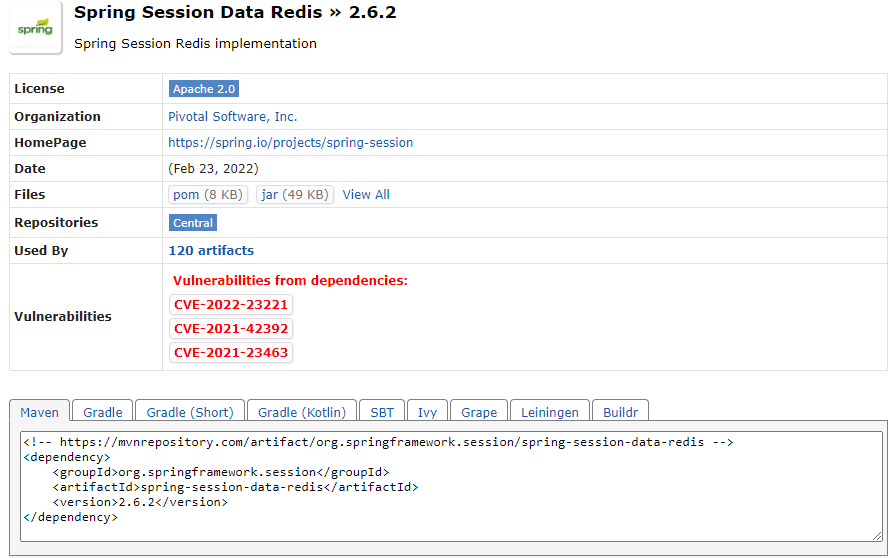 spring
Spring Session Data Redis » 2.6.2
Spring Session Redis implementation
License Apache 2.0
Organization Pivotal Software, Inc.
HomePage https://spring.io/projects/spring-session
Date (Feb 23, 2022)
Files pom (8 KB) jar (49 KB) View All
Repositories Central
Used By 120 artifacts
Vulnerabilities from dependencies:
CVE-2022-23221
Vulnerabilities CVE-2021-42392
CVE-2021-23463
Maven Gradle Gradle (Short) Gradle (Kotlin) SBT Ivy Grape Leiningen Buildr
<!-- https://mvnrepository.com/artifact/org.springframework.session/spring-session-data-redis -->
<dependency>
    <groupId>org.springframework.session</groupId>
    <artifactId>spring-session-data-redis</artifactId>
    <version>2.6.2</version>
</dependency>